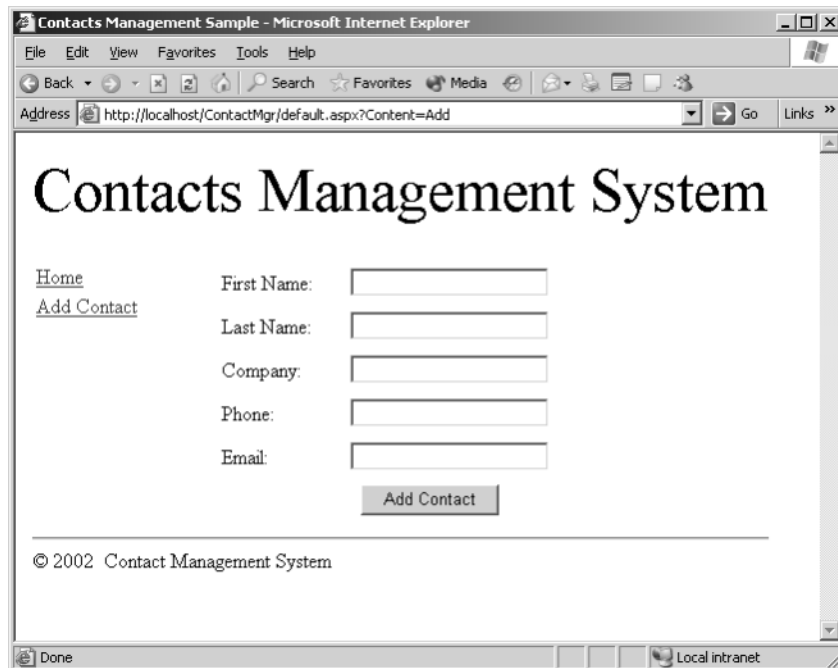 Contacts Management Sample - Microsoft Internet Explorer
File Edit View Favorites Tools Help
Back Search Favorites Media
Address http://localhost/ContactMgr/default.aspx?Content=Add Go Links »
Contacts Management System
Home
Add Contact
First Name:
Last Name:
Company:
Phone:
Email:
Add Contact
© 2002 Contact Management System
Done Local intranet